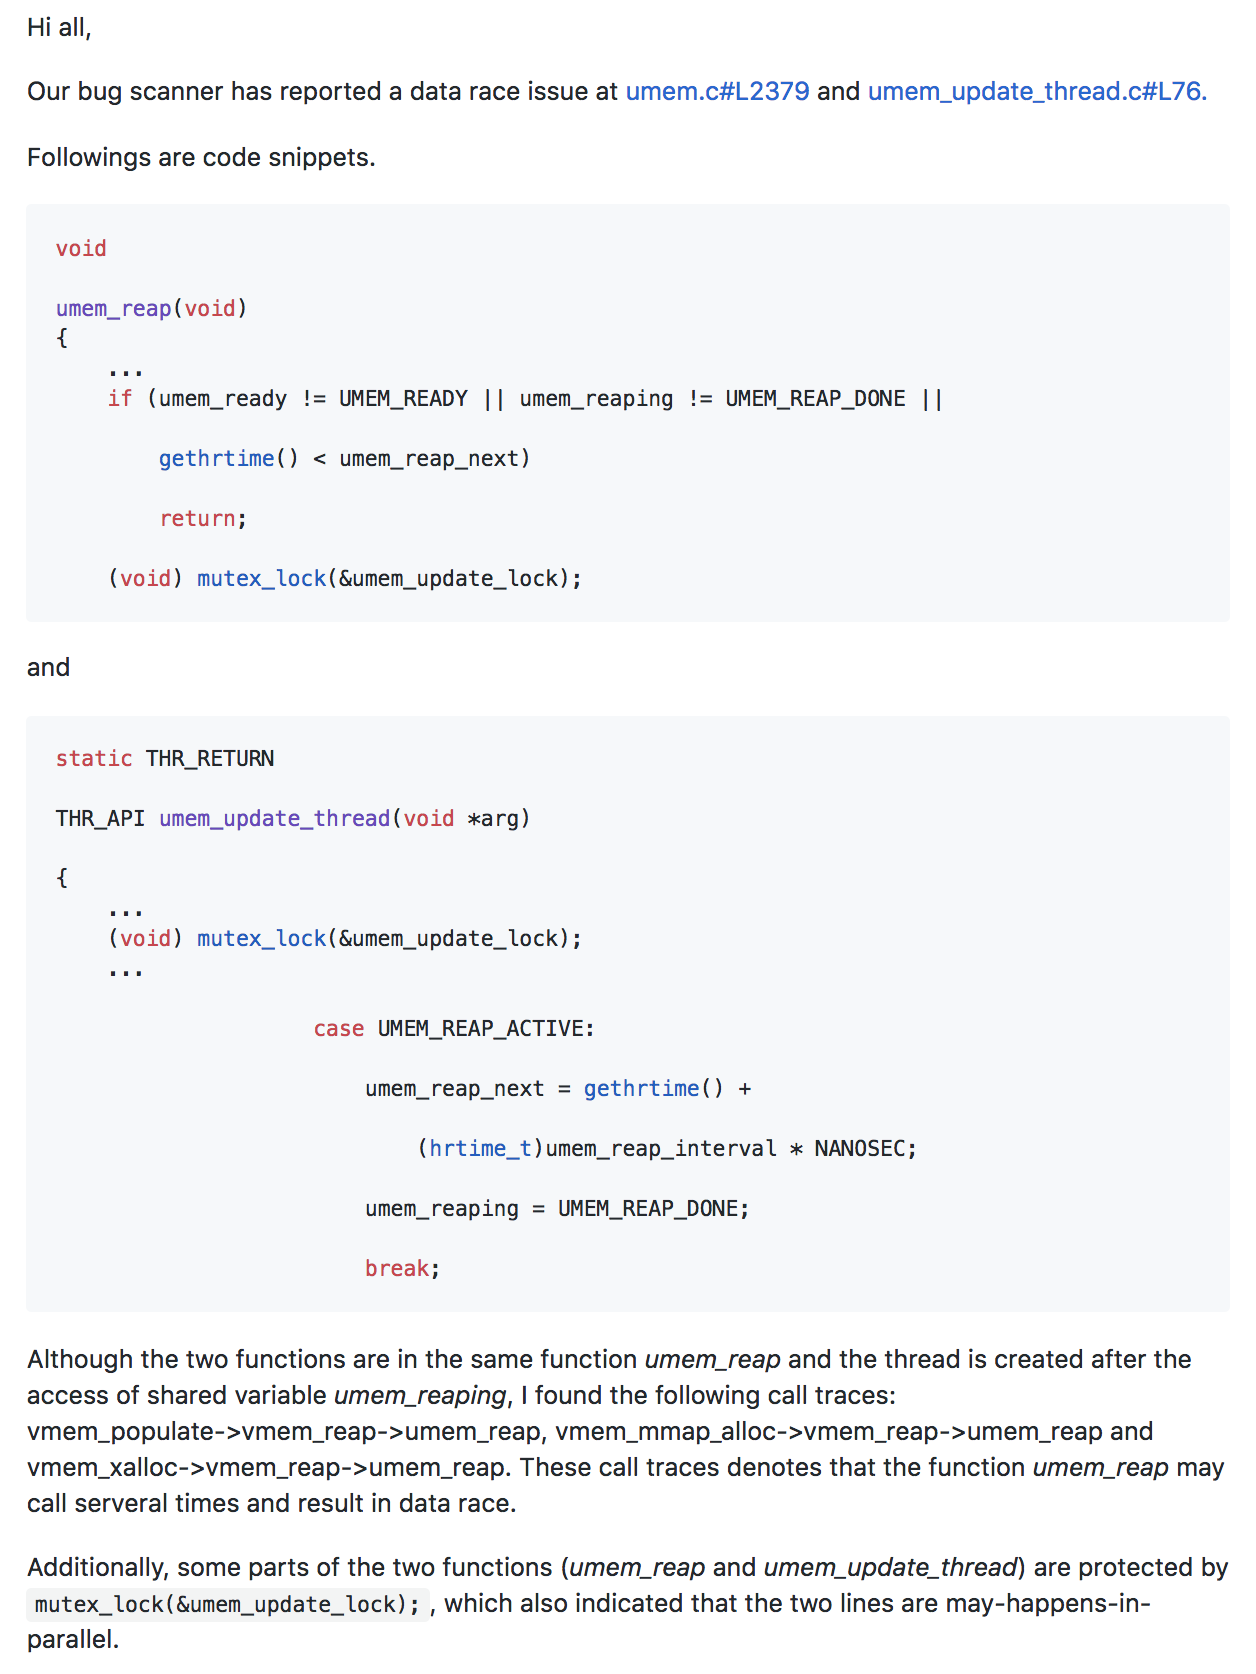 Hi all,
Our bug scanner has reported a data race issue at umem.c#L2379 and umem_update_thread.c#L76.
Followings are code snippets.
void
umem_reap(void)
{
...
if (umem_ready != UMEM_READY || umem_reaping != UMEM_REAP_DONE ||
gethrtime() < umem_reap_next)
return;
(void) mutex_lock(&umem_update_lock);
and
static THR_RETURN
THR_API umem_update_thread(void *arg)
{
...
(void) mutex_lock(&umem_update_lock);
...
case UMEM_REAP_ACTIVE:
umem_reap_next = gethrtime() +
(hrtime_t)umem_reap_interval * NANOSEC;
umem_reaping = UMEM_REAP_DONE;
break;
Although the two functions are in the same function umem_reap and the thread is created after the
access of shared variable umem_reaping, I found the following call traces:
vmem_populate->vmem_reap->umem_reap, vmem_mmap_alloc->vmem_reap->umem_reap and
vmem_xalloc->vmem_reap->umem_reap. These call traces denotes that the function umem_reap may
call serveral times and result in data race.
Additionally, some parts of the two functions (umem_reap and umem_update_thread) are protected by
mutex_lock(&umem_update_lock); , which also indicated that the two lines are may-happens-in-
parallel.